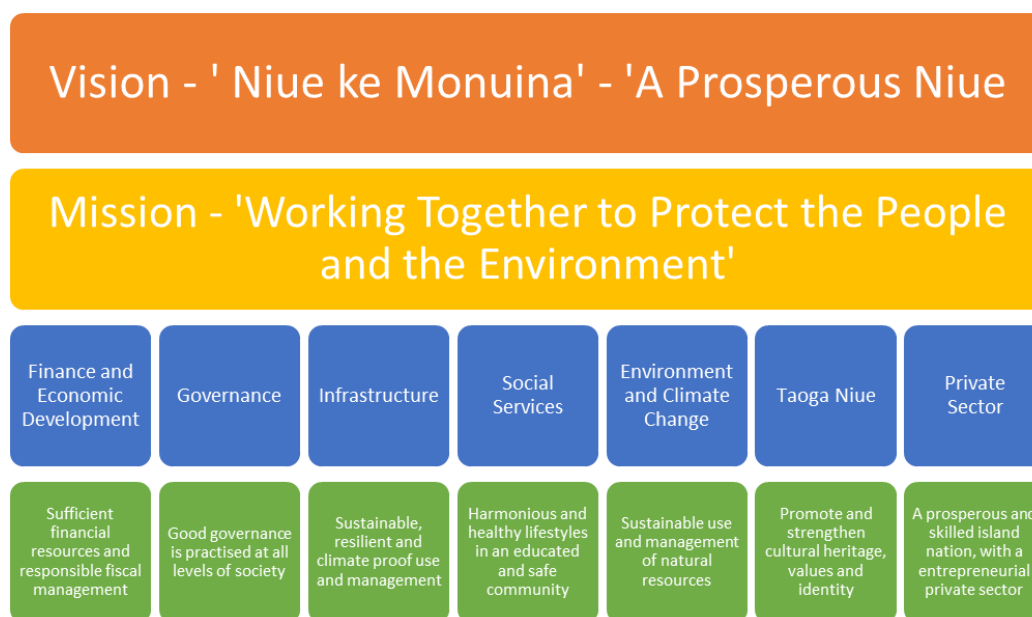 Vision - ' Niue ke Monuina' - 'A Prosperous Niue
Mission - 'Working Together to Protect the People
and the Environment'
Finance and
Economic
Development
Governance
Infrastructure
Social
Services
Environment
and Climate
Change
Taoga Niue
Private
Sector
Sufficient
financial
resources and
responsible fiscal
management
Good governance
is practised at all
levels of society
Sustainable,
resilient and
climate proof use
and management
Harmonious and
healthy lifestyles
in an educated
and safe
community
Sustainable use
and management
of natural
resources
Promote and
strengthen
cultural heritage,
values and
identity
A prosperous and
skilled island
nation, with a
entrepreneurial
private sector